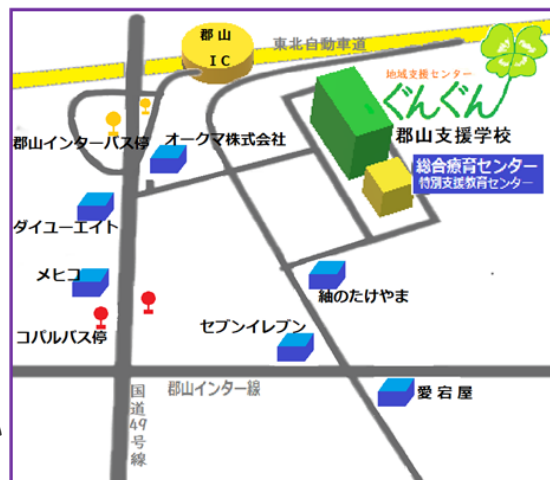 郡山
IC
東北自動車道
地域支援センター
ぐんぐん
郡山支援学校
総合療育センター
特別支援教育センター
郡山インターバス停
オークマ株式会社
ダイユーエイト
メヒコ
紬のたけやま
コパルバス停
セブンイレブン
国道49号線
郡山インター線
愛宕屋